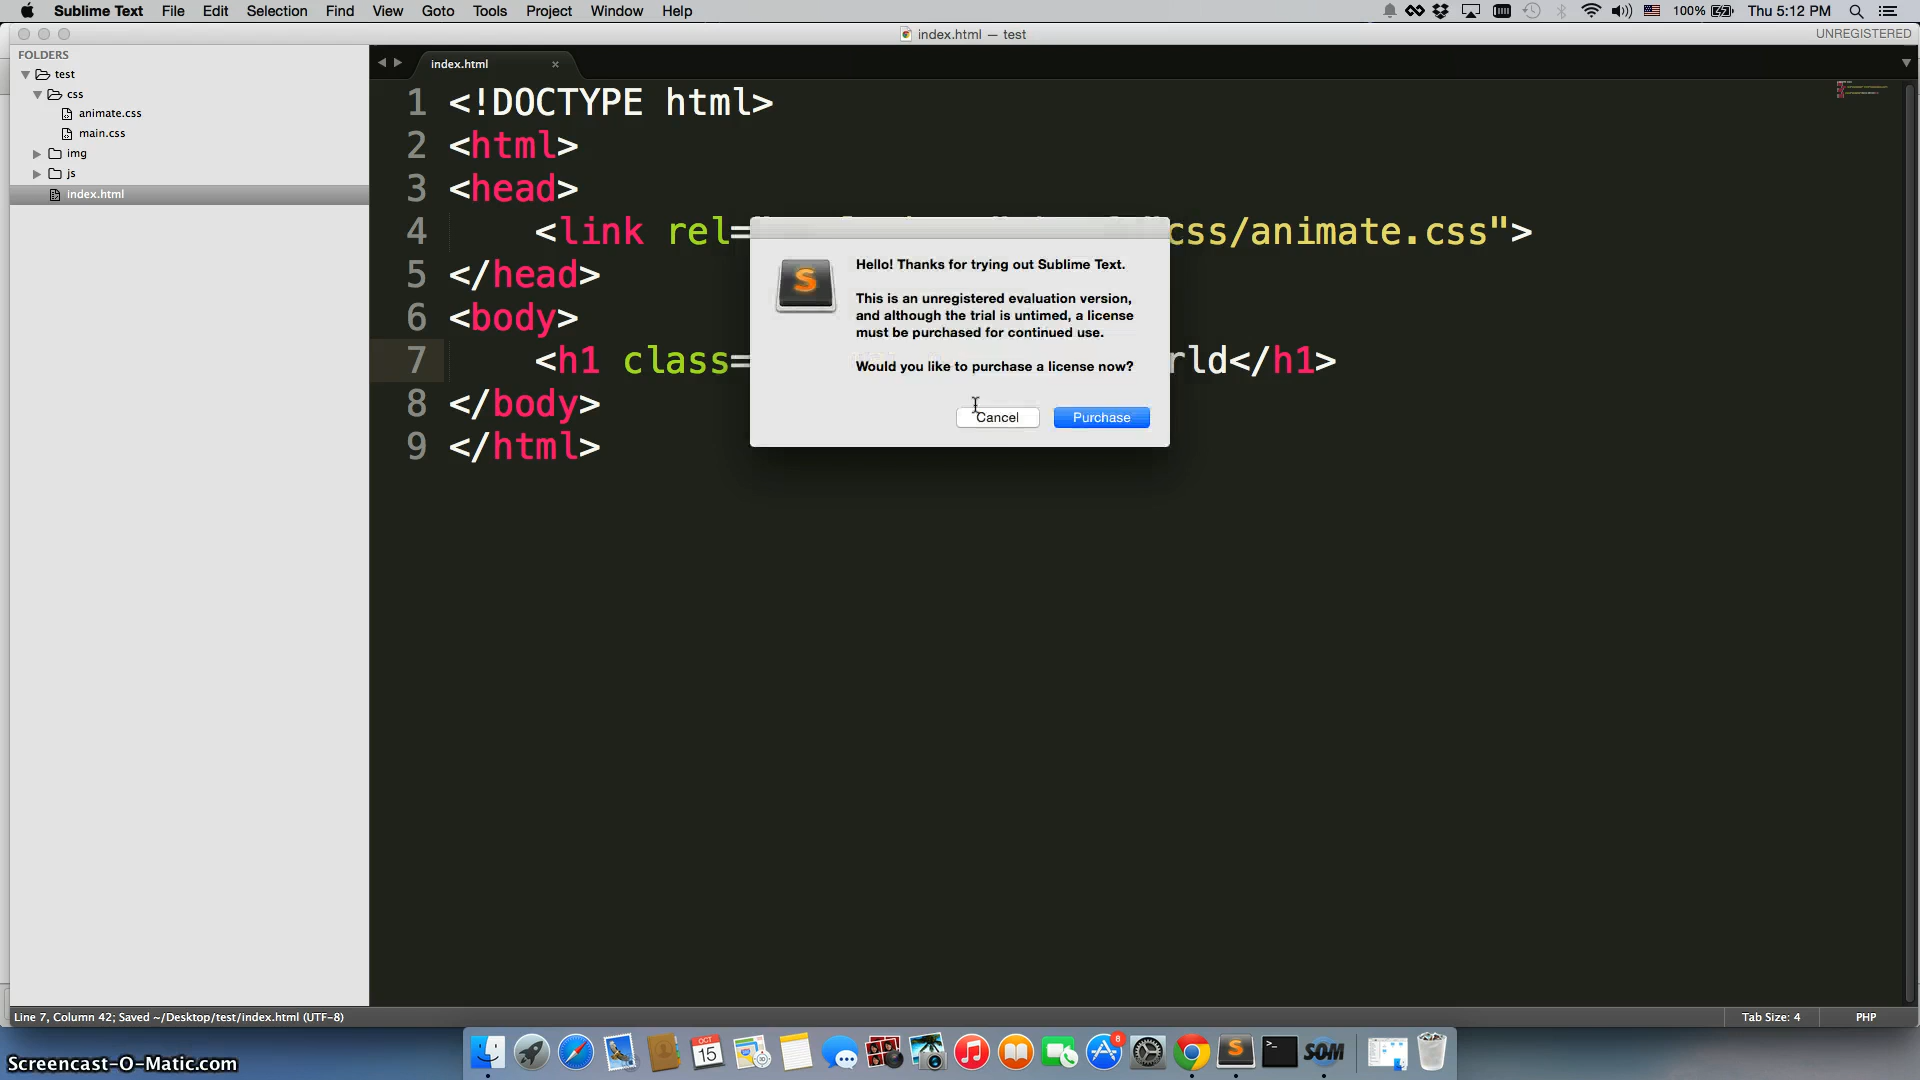 Sublime Text File Edit Selection Find View Goto Tools Project Window Help 100% Thu 5:12 PM
index.html — test UNREGISTERED
FOLDERS
test
css
animate.css
main.css
img
js
index.html
index.html
1 <!DOCTYPE html>
2 <html>
3 <head>
4 <link rel= css/animate.css">
5 </head>
6 <body>
7 <h1 class= rld</h1>
8 </body>
9 </html>
Hello! Thanks for trying out Sublime Text.
This is an unregistered evaluation version,
and although the trial is untimed, a license
must be purchased for continued use.
Would you like to purchase a license now?
Cancel Purchase
Line 7, Column 42; Saved ~/Desktop/test/index.html (UTF-8) Tab Size: 4 PHP
OCT
15
8
SOM
Screencast-O-Matic.com